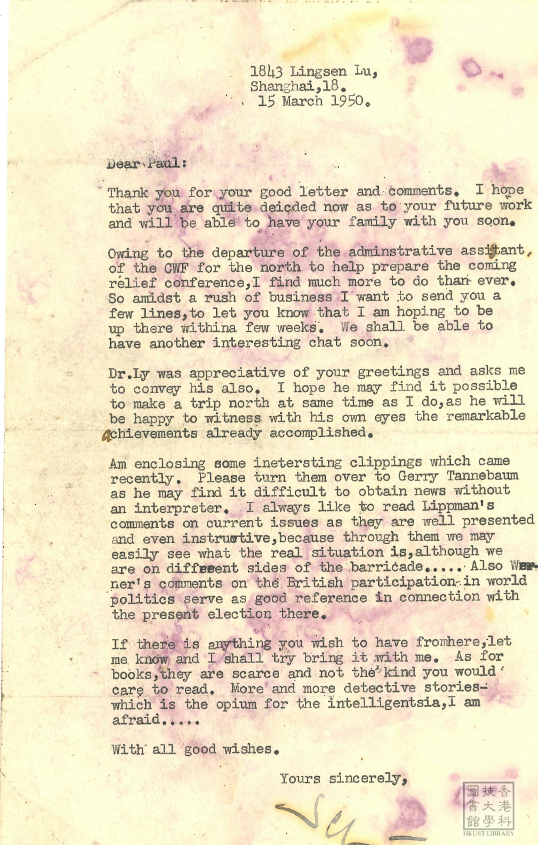 1843 Lingsen Lu,
Shanghai,18.
15 March 1950.
Dear Paul:
Thank you for your good letter and comments. I hope
that you are quite deicded now as to your future work
and will be able to have your family with you soon.
Owing to the departure of the adminstrative assistant,
of the CWF for the north to help prepare the coming
relief conference,I find much more to do than ever.
So amidst a rush of business I want to send you a
few lines,to let you know that I am hoping to be
up there withina few weeks. We shall be able to
have another interesting chat soon.
Dr.Ly was appreciative of your greetings and asks me
to convey his also. I hope he may find it possible
to make a trip north at same time as I do,as he will
be happy to witness with his own eyes the remarkable
achievements already accomplished.
Am enclosing some inetersting clippings which came
recently. Please turn them over to Gerry Tannebaum
as he may find it difficult to obtain news without
an interpreter. I always like to read Lippman's
comments on current issues as they are well presented
and even instructive,because through them we may
easily see what the real situation is,although we
are on different sides of the barricade..... Also Wer-
ner's comments on the British participation in world
politics serve as good reference in connection with
the present election there.
If there is anything you wish to have fromhere,let
me know and I shall try bring it with me. As for
books,they are scarce and not the kind you would
care to read. More and more detective stories-
which is the opium for the intelligentsia,I am
afraid.....
With all good wishes.
Yours sincerely,
香港科技大學圖書館
HKUST LIBRARY